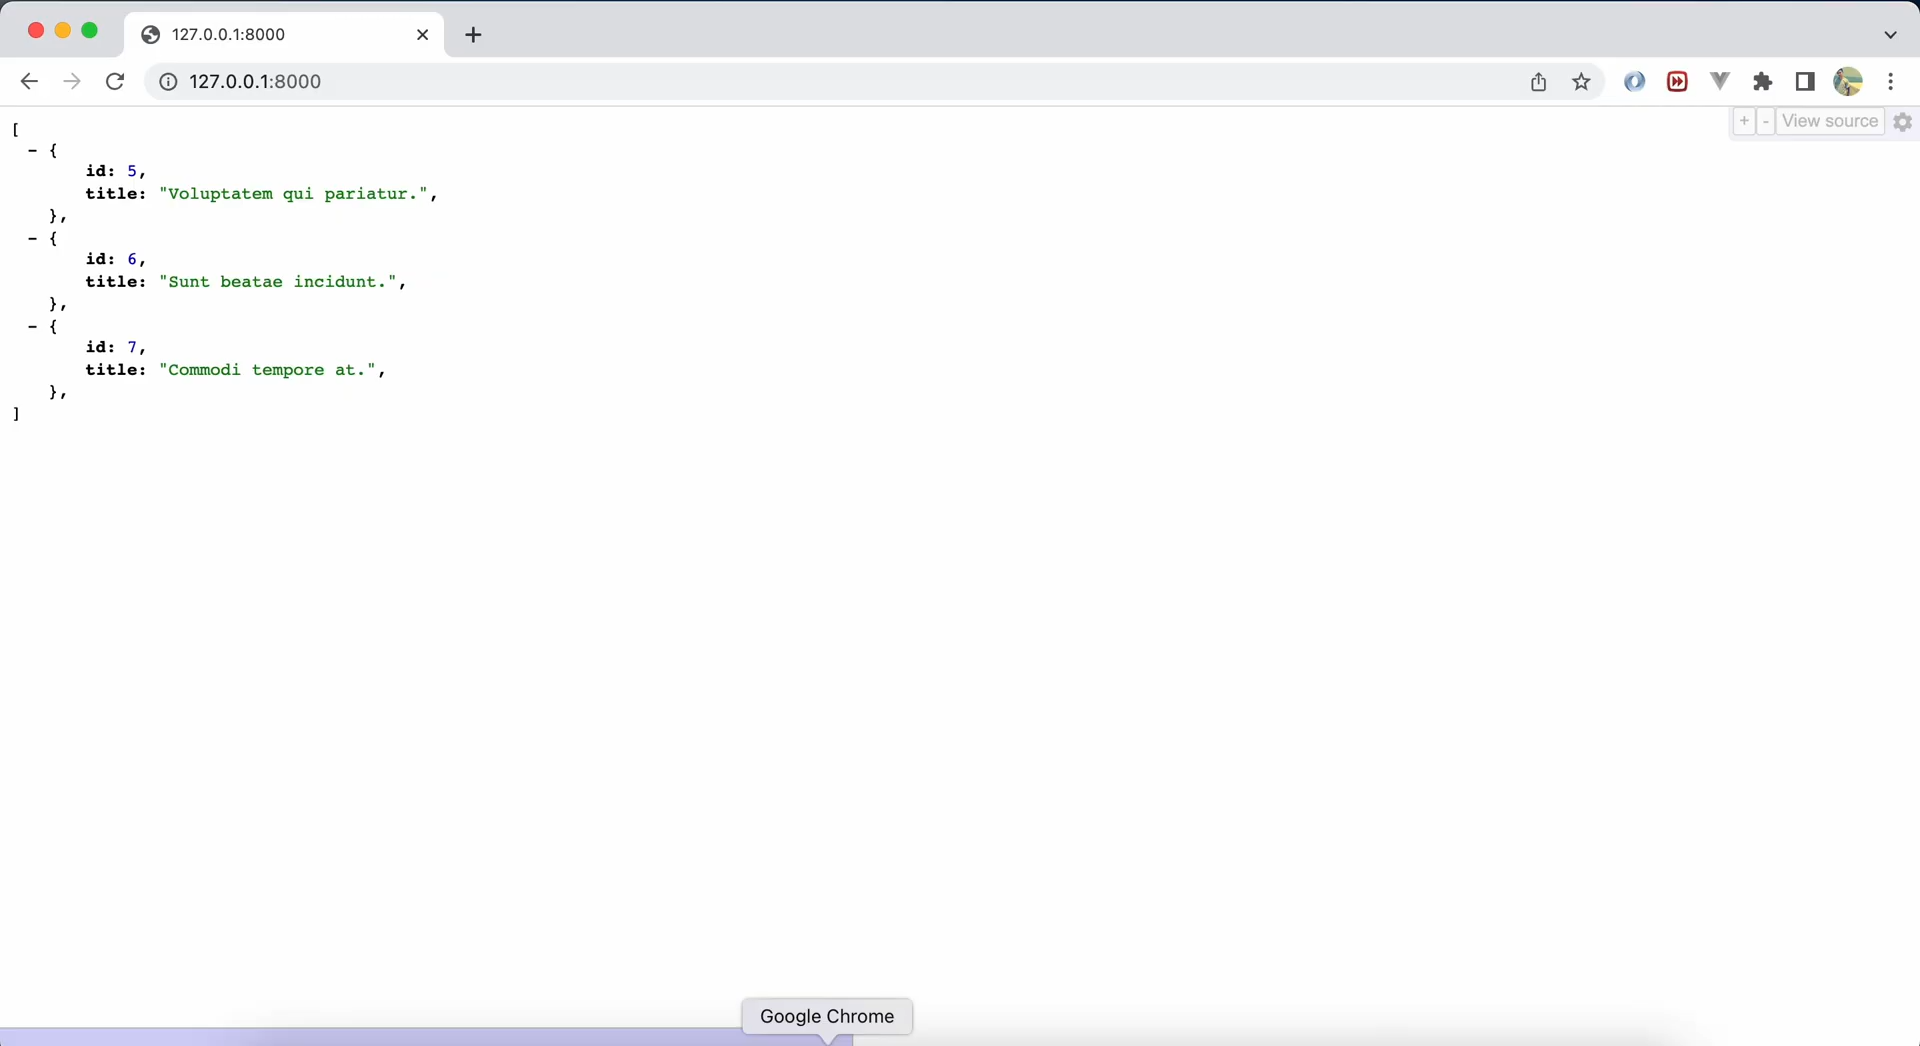 127.0.0.1:8000
127.0.0.1:8000
+ - View source
[
- {
id: 5,
title: "Voluptatem qui pariatur.",
},
- {
id: 6,
title: "Sunt beatae incidunt.",
},
- {
id: 7,
title: "Commodi tempore at.",
},
]
Google Chrome